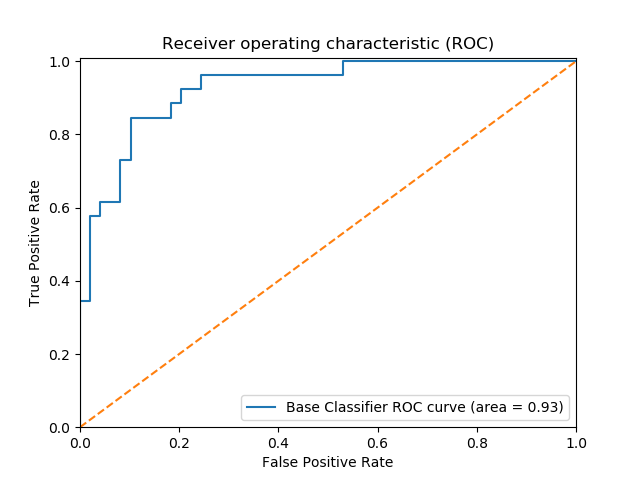 Receiver operating characteristic (ROC)
1.0
0.8
0.6
0.4
0.2
0.0
True Positive Rate
Base Classifier ROC curve (area = 0.93)
0.0 0.2 0.4 0.6 0.8 1.0
False Positive Rate